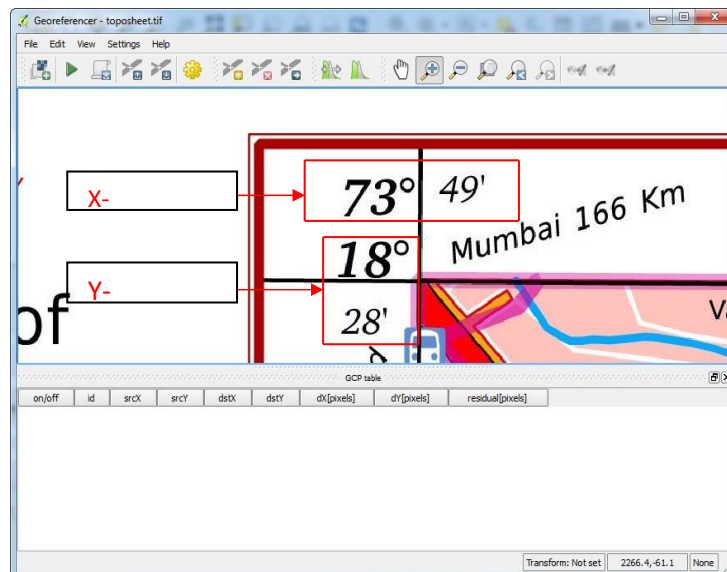 Georeferencer - toposheet.tif
File Edit View Settings Help
X-
73° 49'
Mumbai 166 Km
18°
Y-
of
28'
Va
GCP table
on/off id srcX srcY dstX dstY dX[pixels] dY[pixels] residual[pixels]
Transform: Not set 2266.4,-61.1 None